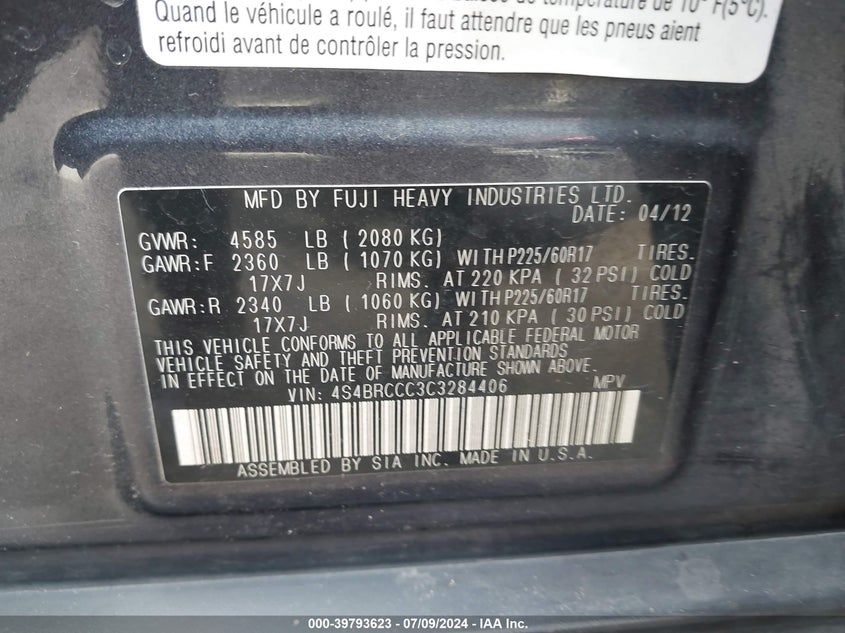 température de 10° F(5°C).
Quand le véhicule a roulé, il faut attendre que les pneus aient
refroidi avant de contrôler la pression.
MFD BY FUJI HEAVY INDUSTRIES LTD.
DATE: 04/12
GVWR: 4585 LB ( 2080 KG)
GAWR:F 2360 LB ( 1070 KG) WITH P225/60R17 TIRES.
17X7J RIMS. AT 220 KPA ( 32 PSI) COLD
GAWR:R 2340 LB ( 1060 KG) WITH P225/60R17 TIRES.
17X7J RIMS. AT 210 KPA ( 30 PSI) COLD
THIS VEHICLE CONFORMS TO ALL APPLICABLE FEDERAL MOTOR
VEHICLE SAFETY AND THEFT PREVENTION STANDARDS
IN EFFECT ON THE DATE OF MANUFACTURE SHOWN ABOVE.
VIN: 4S4BRCCC3C3284406 MPV
ASSEMBLED BY SIA INC. MADE IN U.S.A.
000-39793623 - 07/09/2024 - IAA Inc.